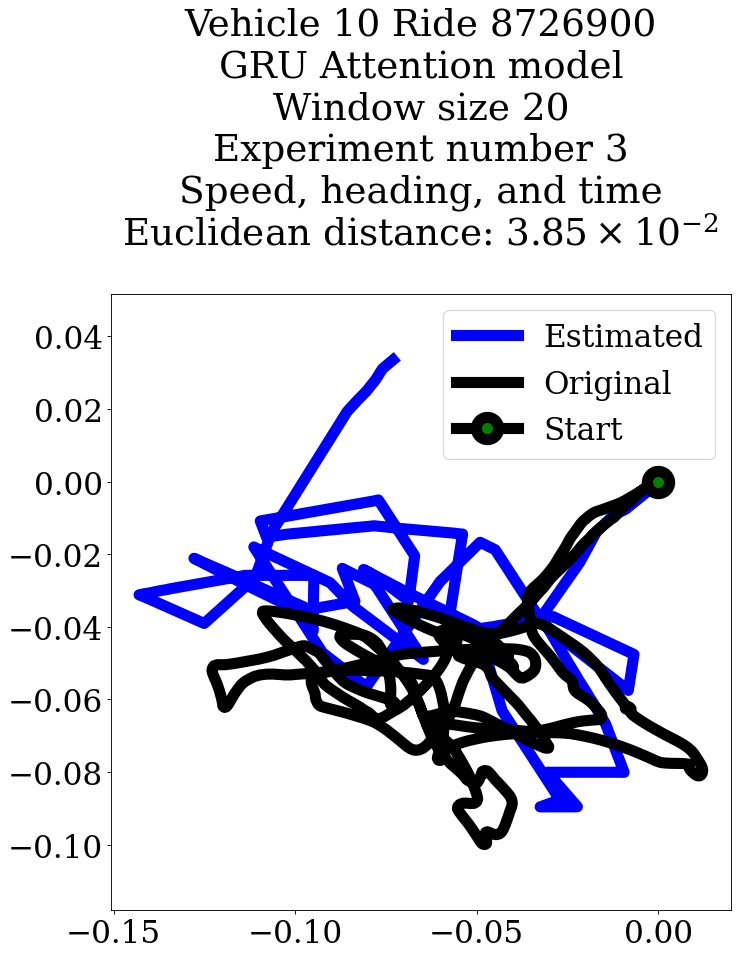 Vehicle 10 Ride 8726900
GRU Attention model
Window size 20
Experiment number 3
Speed, heading, and time
Euclidean distance: 3.85 × 10⁻²
Estimated
Original
Start
0.04
0.02
0.00
−0.02
−0.04
−0.06
−0.08
−0.10
−0.15
−0.10
−0.05
0.00